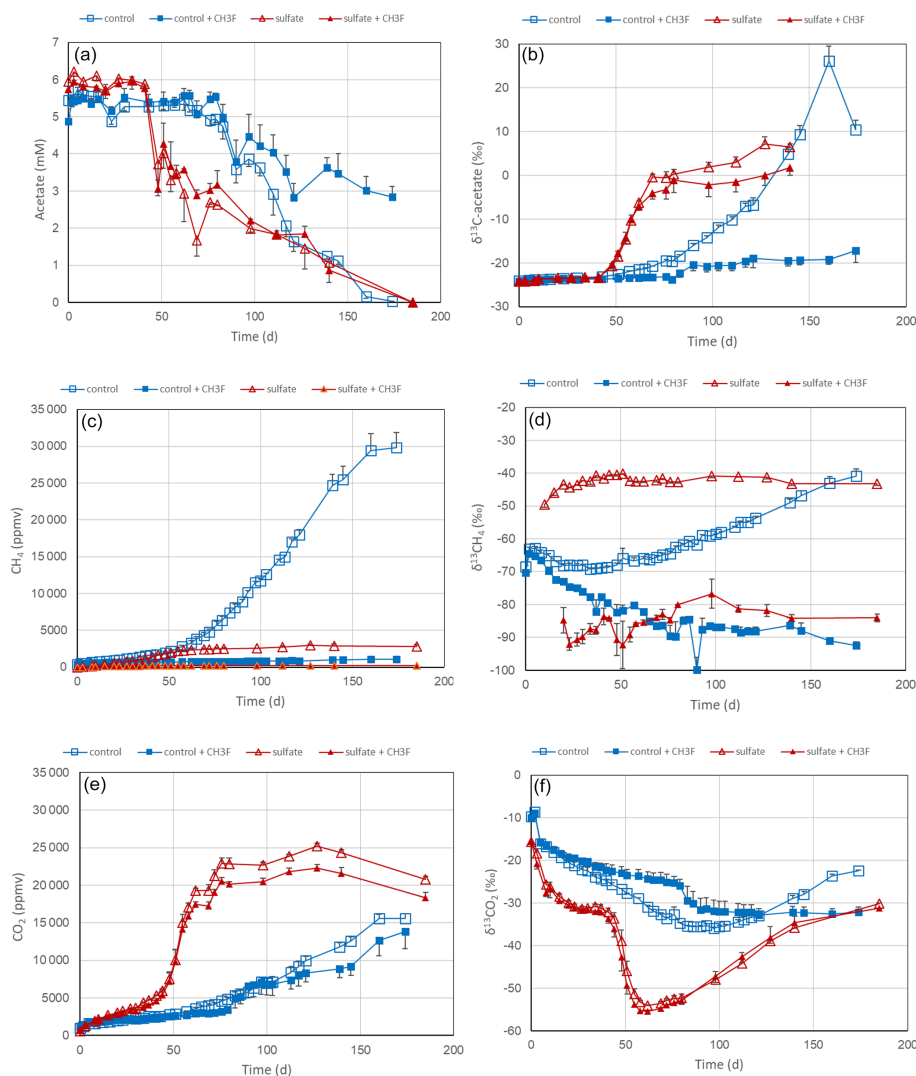 control control + CH3F sulfate sulfate + CH3F
(a)
Acetate (mM)
7
6
5
4
3
2
1
0
0 50 100 150 200
Time (d)
control control + CH3F sulfate sulfate + CH3F
(b)
δ¹³C-acetate (‰)
30
20
10
0
-10
-20
-30
0 50 100 150 200
Time (d)
control control + CH3F sulfate sulfate + CH3F
(c)
CH₄ (ppmv)
35 000
30 000
25 000
20 000
15 000
10 000
5000
0
0 50 100 150 200
Time (d)
control control + CH3F sulfate sulfate + CH3F
(d)
δ¹³CH₄ (‰)
-20
-30
-40
-50
-60
-70
-80
-90
-100
0 50 100 150 200
Time (d)
control control + CH3F sulfate sulfate + CH3F
(e)
CO₂ (ppmv)
35 000
30 000
25 000
20 000
15 000
10 000
5000
0
0 50 100 150 200
Time (d)
control control + CH3F sulfate sulfate + CH3F
(f)
δ¹³CO₂ (‰)
0
-10
-20
-30
-40
-50
-60
0 50 100 150 200
Time (d)